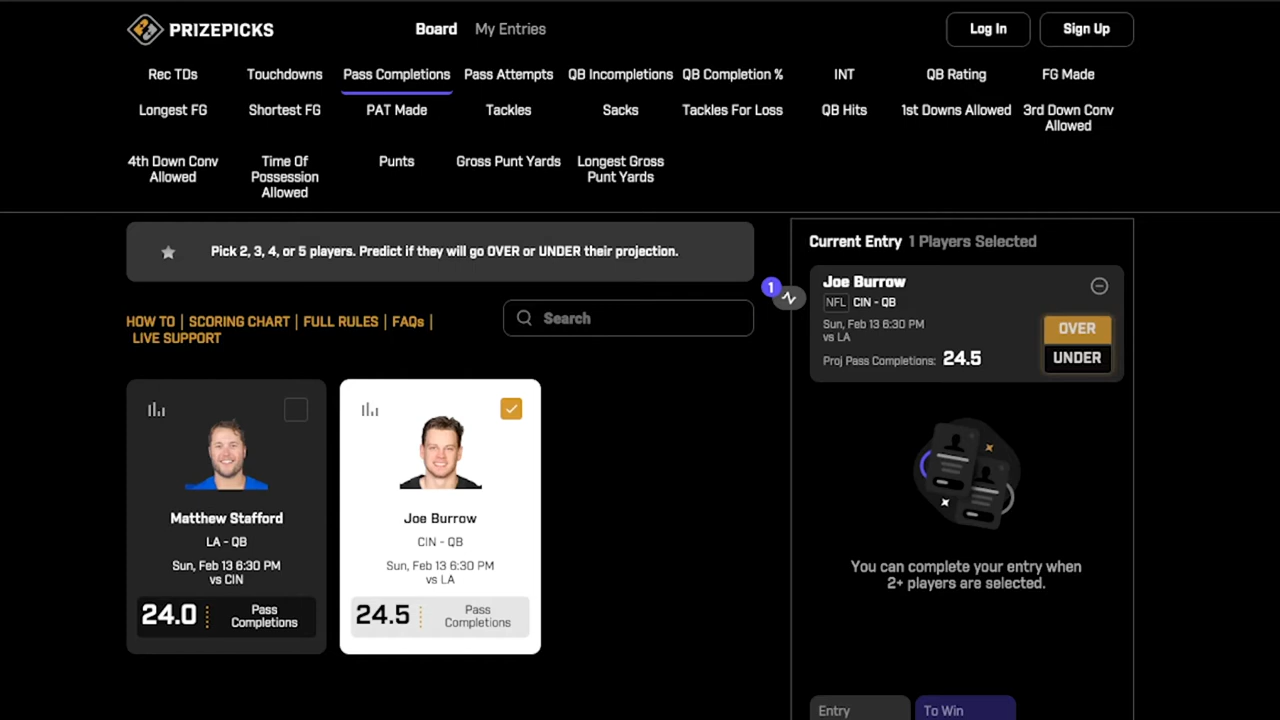 PRIZEPICKS
Board
My Entries
Log In
Sign Up
Rec TDs
Touchdowns
Pass Completions
Pass Attempts
QB Incompletions
QB Completion %
INT
QB Rating
FG Made
Longest FG
Shortest FG
PAT Made
Tackles
Sacks
Tackles For Loss
QB Hits
1st Downs Allowed
3rd Down Conv
Allowed
4th Down Conv
Allowed
Time Of
Possession
Allowed
Punts
Gross Punt Yards
Longest Gross
Punt Yards
Pick 2, 3, 4, or 5 players. Predict if they will go OVER or UNDER their projection.
HOW TO | SCORING CHART | FULL RULES | FAQs |
LIVE SUPPORT
Search
Matthew Stafford
LA - QB
Sun, Feb 13 6:30 PM
vs CIN
24.0
Pass
Completions
Joe Burrow
CIN - QB
Sun, Feb 13 6:30 PM
vs LA
24.5
Pass
Completions
1
Current Entry 1 Players Selected
Joe Burrow
NFL CIN - QB
Sun, Feb 13 6:30 PM
vs LA
Proj Pass Completions: 24.5
OVER
UNDER
You can complete your entry when
2+ players are selected.
Entry
To Win